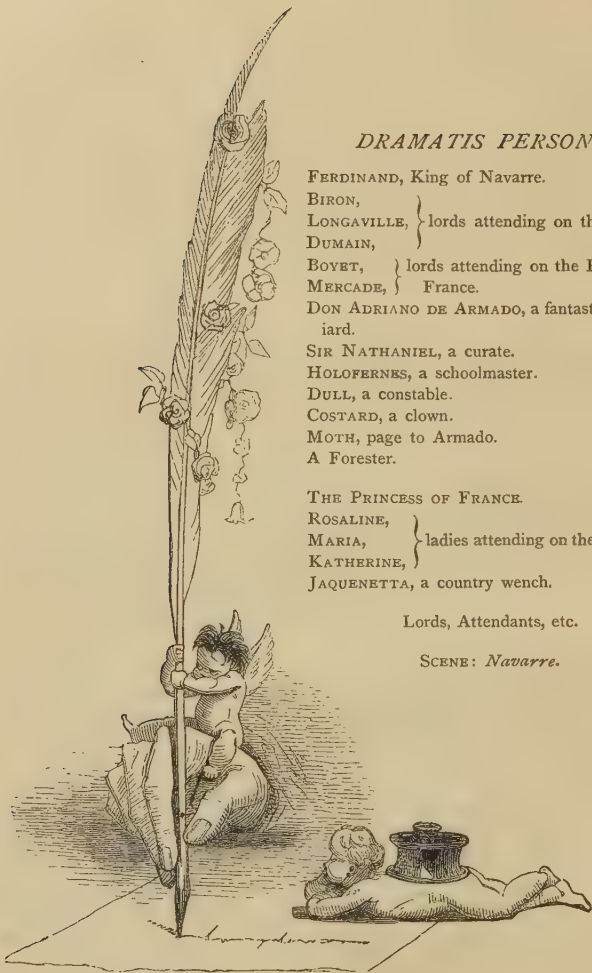 DRAMATIS PERSON
FERDINAND, King of Navarre.
BIRON,
LONGAVILLE, lords attending on th
DUMAIN,
BOYET, lords attending on the
MERCADE, France.
DON ADRIANO DE ARMADO, a fantast
iard.
SIR NATHANIEL, a curate.
HOLOFERNES, a schoolmaster.
DULL, a constable.
COSTARD, a clown.
MOTH, page to Armado.
A Forester.
THE PRINCESS OF FRANCE.
ROSALINE,
MARIA, ladies attending on the
KATHERINE,
JAQUENETTA, a country wench.
Lords, Attendants, etc.
SCENE: Navarre.